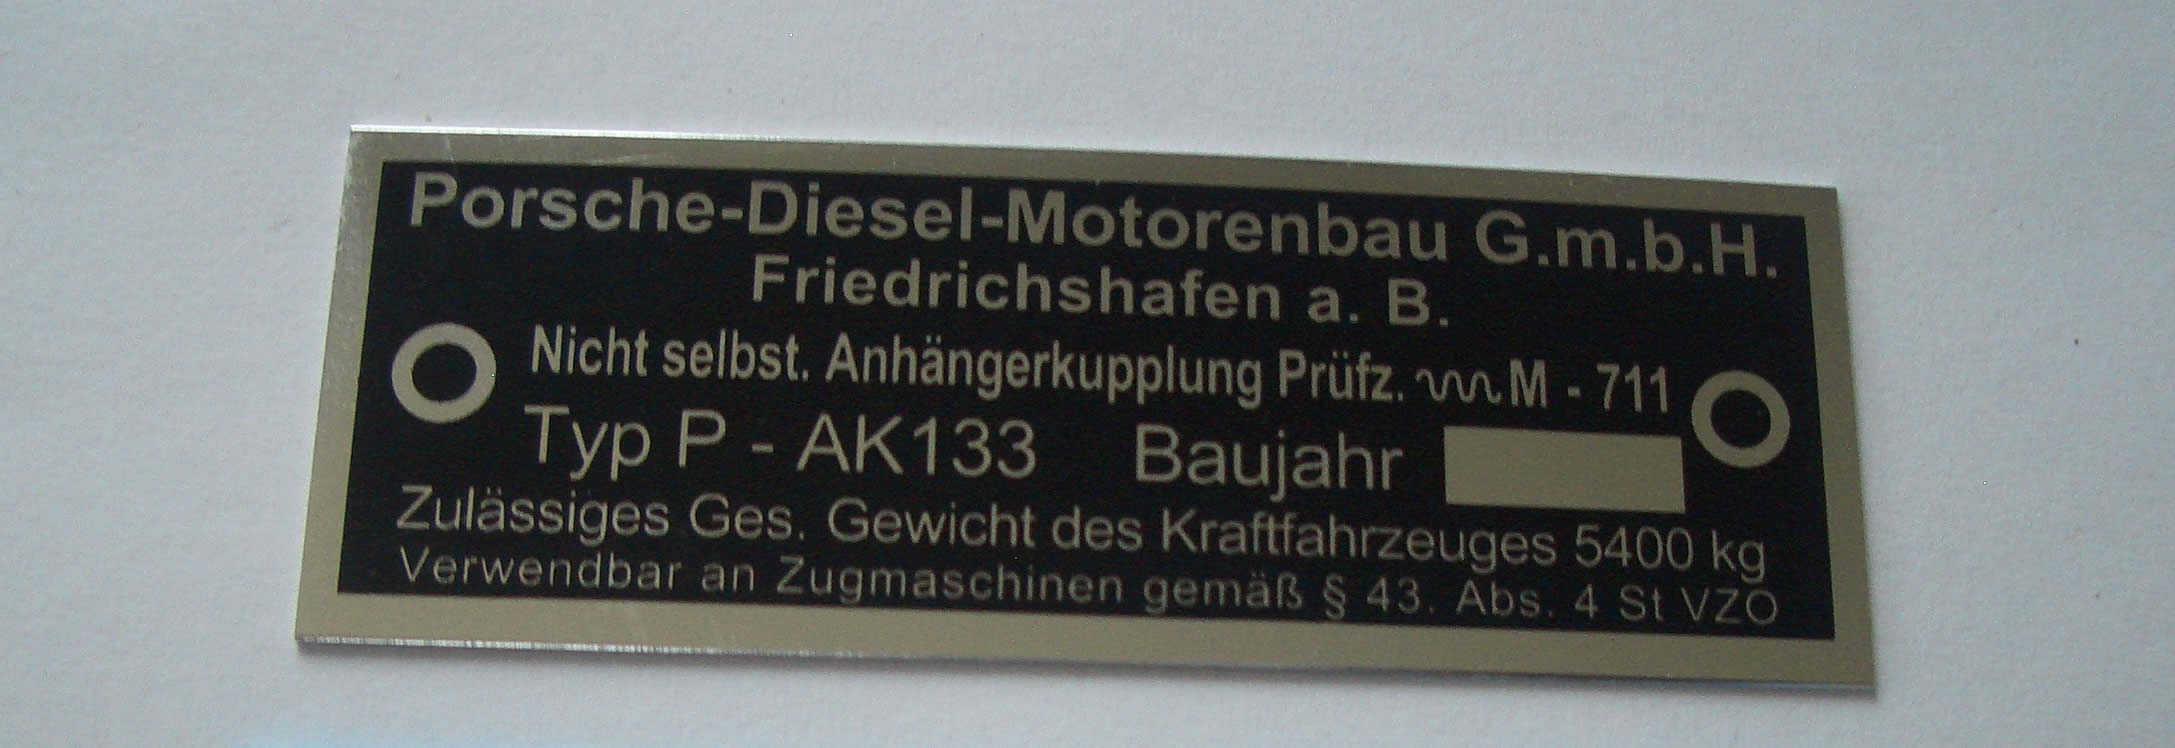 Porsche-Diesel-Motorenbau G.m.b.H.
Friedrichshafen a. B.
Nicht selbst. Anhängerkupplung Prüfz. M - 711
Typ P - AK133 Baujahr
Zulässiges Ges. Gewicht des Kraftfahrzeuges 5400 kg
Verwendbar an Zugmaschinen gemäß § 43. Abs. 4 St VZO